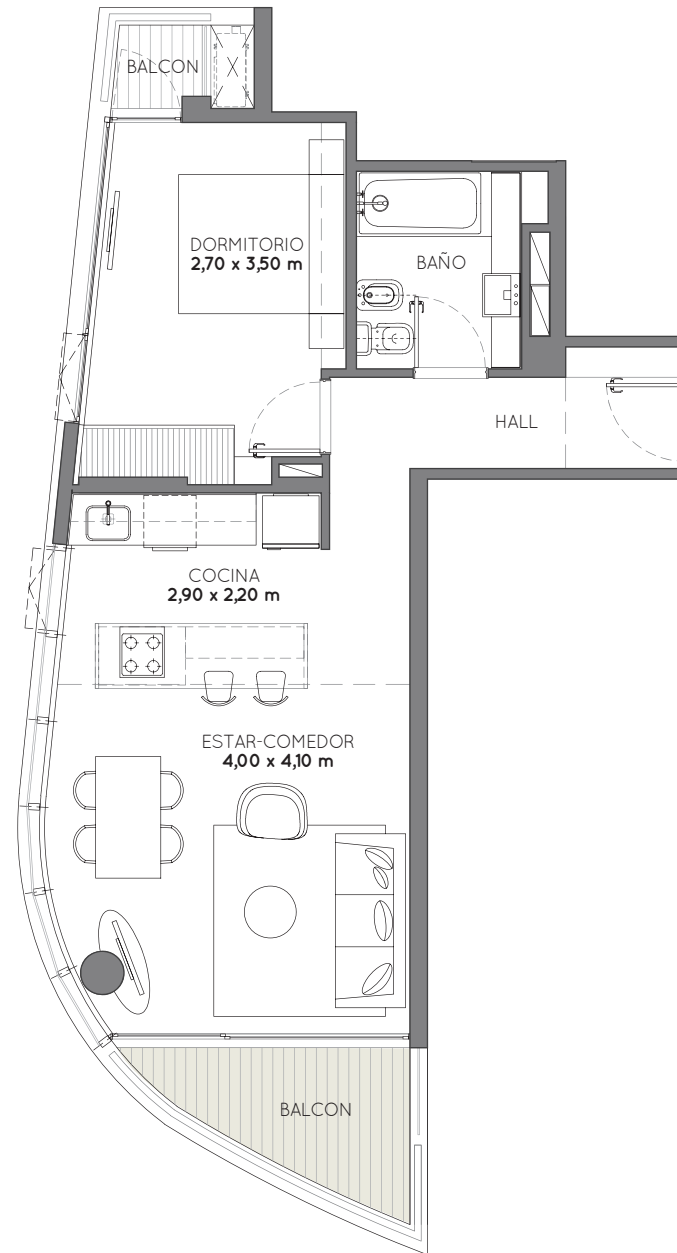 BALCON
DORMITORIO
2,70 x 3,50 m
BAÑO
HALL
COCINA
2,90 x 2,20 m
ESTAR-COMEDOR
4,00 x 4,10 m
BALCON